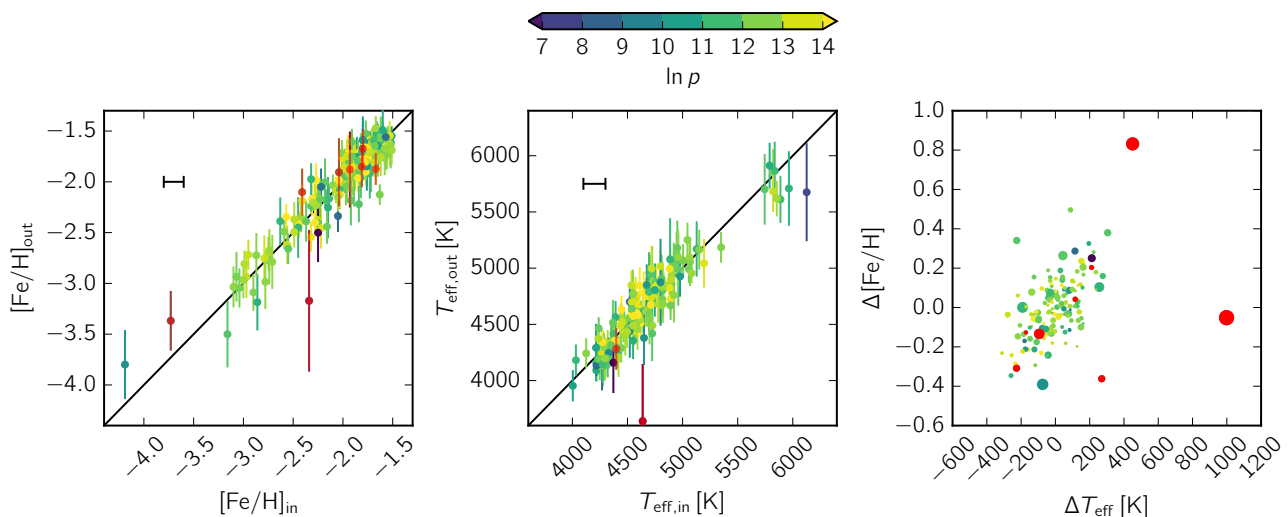 7 8 9 10 11 12 13 14
ln p
−1.5
−2.0
−2.5
−3.0
−3.5
−4.0
[Fe/H]out
−4.0 −3.5 −3.0 −2.5 −2.0 −1.5
[Fe/H]in
6000
5500
5000
4500
4000
Teff,out [K]
4000 4500 5000 5500 6000
Teff,in [K]
1.0
0.8
0.6
0.4
0.2
0.0
−0.2
−0.4
−0.6
Δ[Fe/H]
−600 −400 −200 0 200 400 600 800 1000 1200
ΔTeff [K]